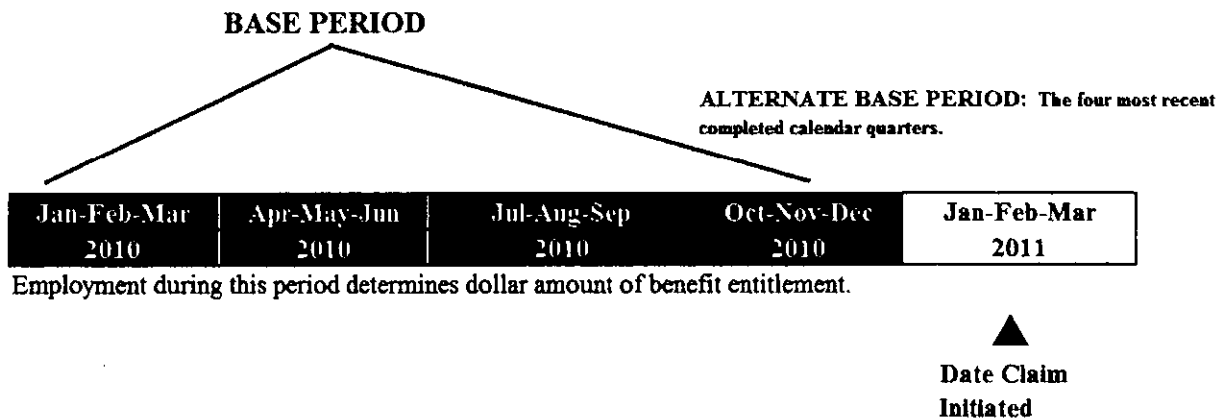 BASE PERIOD
ALTERNATE BASE PERIOD: The four most recent
completed calendar quarters.
Jan-Feb-Mar Apr-May-Jun Jul-Aug-Sep Oct-Nov-Dec Jan-Feb-Mar
2010 2010 2010 2010 2011
Employment during this period determines dollar amount of benefit entitlement.
Date Claim
Initiated